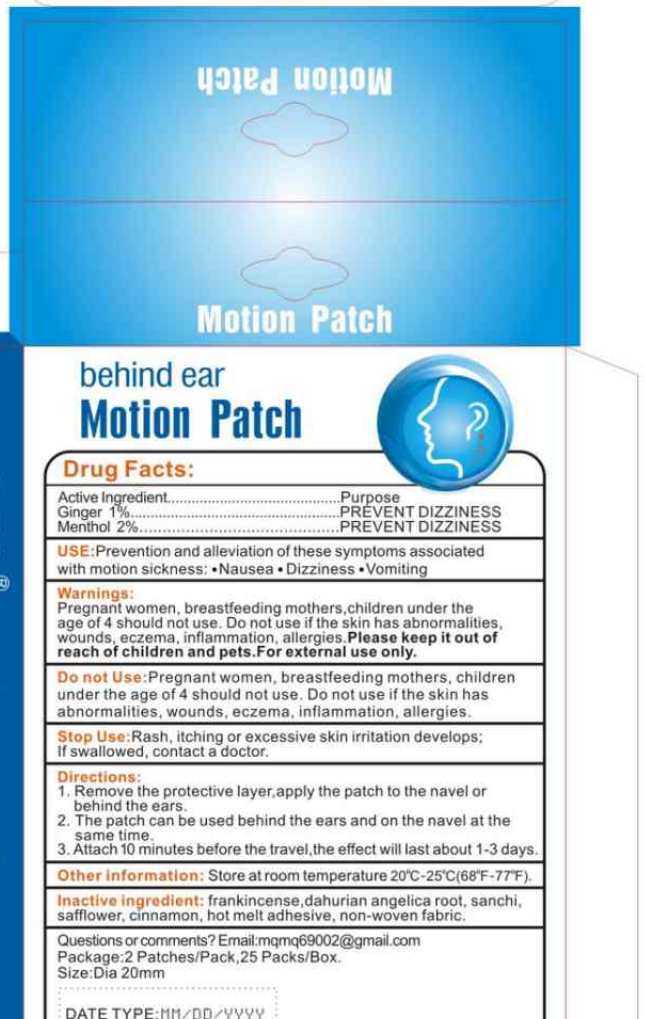 Motion Patch
Motion Patch
behind ear
Motion Patch
Drug Facts:
Active Ingredient............................................Purpose
Ginger 1%......................................................PREVENT DIZZINESS
Menthol 2%..........................................PREVENT DIZZINESS
USE:Prevention and alleviation of these symptoms associated
with motion sickness: •Nausea •Dizziness •Vomiting
Warnings:
Pregnant women, breastfeeding mothers,children under the
age of 4 should not use. Do not use if the skin has abnormalities,
wounds, eczema, inflammation, allergies.Please keep it out of
reach of children and pets.For external use only.
Do not Use:Pregnant women, breastfeeding mothers, children
under the age of 4 should not use. Do not use if the skin has
abnormalities, wounds, eczema, inflammation, allergies.
Stop Use:Rash, itching or excessive skin irritation develops;
If swallowed, contact a doctor.
Directions:
1. Remove the protective layer,apply the patch to the navel or
behind the ears.
2. The patch can be used behind the ears and on the navel at the
same time.
3. Attach 10 minutes before the travel,the effect will last about 1-3 days.
Other information: Store at room temperature 20℃-25℃(68℉-77℉).
Inactive ingredient: frankincense,dahurian angelica root, sanchi,
safflower, cinnamon, hot melt adhesive, non-woven fabric.
Questions or comments? Email:mqmq69002@gmail.com
Package:2 Patches/Pack,25 Packs/Box.
Size:Dia 20mm
DATE TYPE:MM/DD/YYYY
®